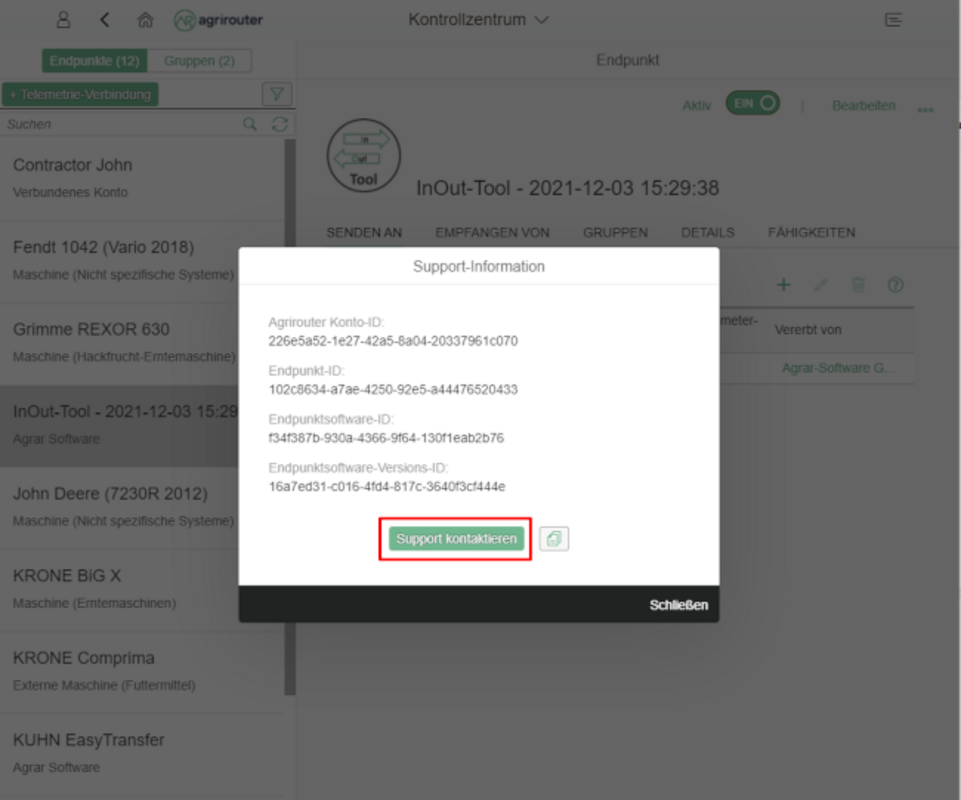 agrirouter
Kontrollzentrum
Endpunkte (12)
Gruppen (2)
Endpunkt
+ Telemetrie-Verbindung
Suchen
Aktiv
EIN
Bearbeiten
In
Out
Tool
InOut-Tool - 2021-12-03 15:29:38
SENDEN AN
EMPFANGEN VON
GRUPPEN
DETAILS
FÄHIGKEITEN
Contractor John
Verbundenes Konto
Fendt 1042 (Vario 2018)
Maschine (Nicht spezifische Systeme)
Grimme REXOR 630
Maschine (Hackfrucht-Erntemaschine)
InOut-Tool - 2021-12-03 15:29
Agrar Software
John Deere (7230R 2012)
Maschine (Nicht spezifische Systeme)
KRONE BiG X
Maschine (Erntemaschinen)
KRONE Comprima
Externe Maschine (Futtermittel)
KUHN EasyTransfer
Agrar Software
meter-
Vererbt von
Agrar-Software G...
Support-Information
Agrirouter Konto-ID:
226e5a52-1e27-42a5-8a04-20337961c070
Endpunkt-ID:
102c8634-a7ae-4250-92e5-a44476520433
Endpunktsoftware-ID:
f34f387b-930a-4366-9f64-130f1eab2b76
Endpunktsoftware-Versions-ID:
16a7ed31-c016-4fd4-817c-3640f3cf444e
Support kontaktieren
Schließen